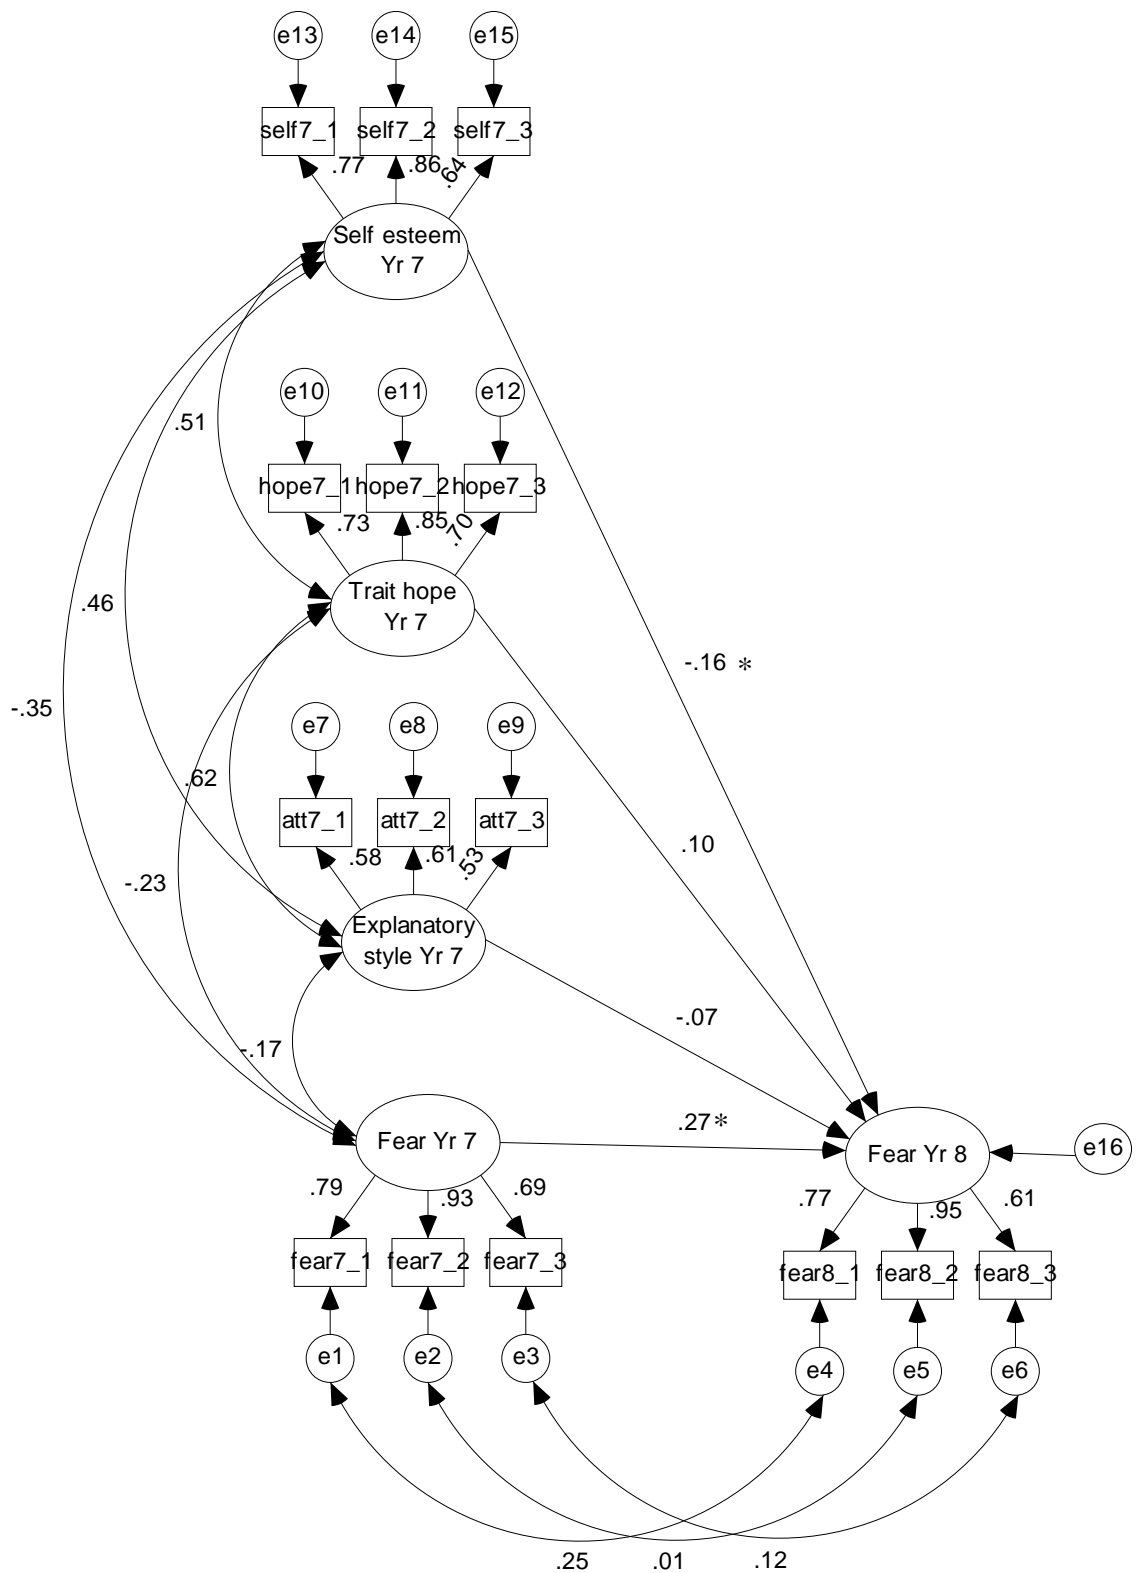 e13 e14 e15
self7_1 self7_2 self7_3
.77 .86 .64
Self esteem
Yr 7
e10 e11 e12
.51
hope7_1 hope7_2 hope7_3
.73 .85 .70
Trait hope
Yr 7
.46
-.16 *
-.35
e7 e8 e9
.62
att7_1 att7_2 att7_3
.10
.58 .61 .53
-.23
Explanatory
style Yr 7
-.07
-.17
.27*
Fear Yr 7
Fear Yr 8
e16
.79 .93 .69
.77 .95 .61
fear7_1 fear7_2 fear7_3
fear8_1 fear8_2 fear8_3
e1 e2 e3
e4 e5 e6
.25 .01 .12